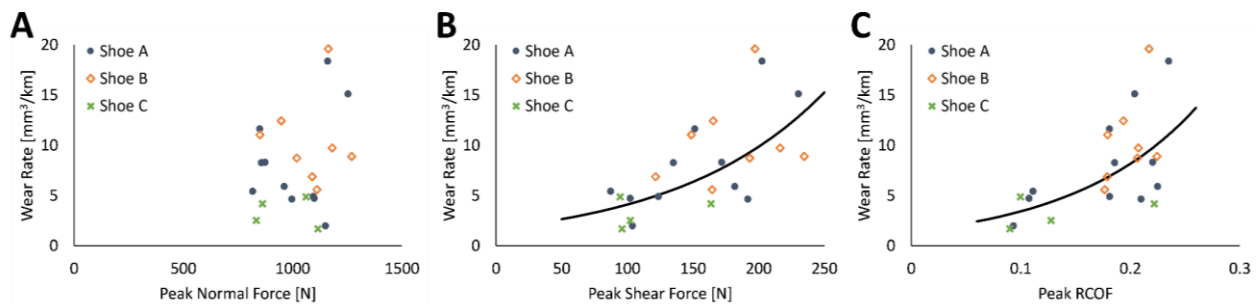 A
Wear Rate [mm³/km]
20
15
10
5
0
Shoe A
Shoe B
Shoe C
0
500
1000
1500
Peak Normal Force [N]
B
Wear Rate [mm³/km]
20
15
10
5
0
Shoe A
Shoe B
Shoe C
0
50
100
150
200
250
Peak Shear Force [N]
C
Wear Rate [mm³/km]
20
15
10
5
0
Shoe A
Shoe B
Shoe C
0
0.1
0.2
0.3
Peak RCOF